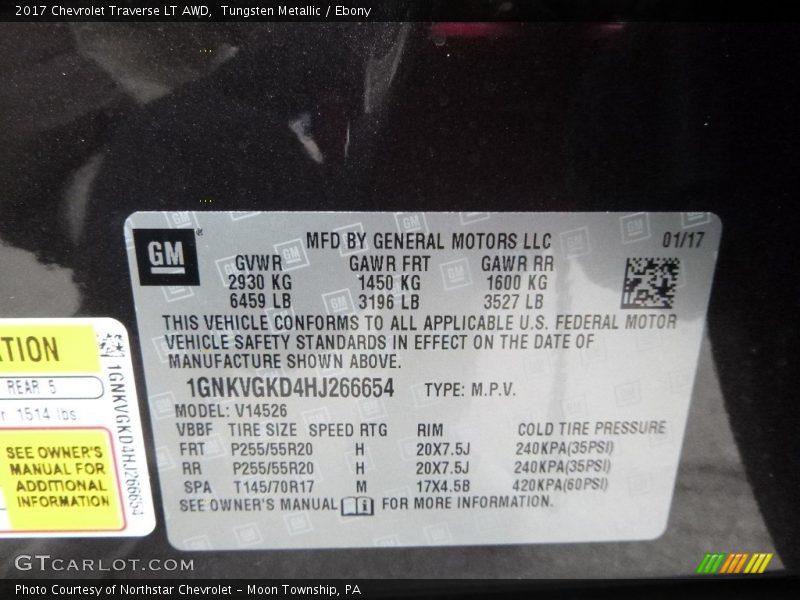 2017 Chevrolet Traverse LT AWD,  Tungsten Metallic / Ebony
GM
MFD BY GENERAL MOTORS LLC 01/17
GVWR GAWR FRT GAWR RR
2930 KG 1450 KG 1600 KG
6459 LB 3196 LB 3527 LB
THIS VEHICLE CONFORMS TO ALL APPLICABLE U.S. FEDERAL MOTOR
VEHICLE SAFETY STANDARDS IN EFFECT ON THE DATE OF
MANUFACTURE SHOWN ABOVE.
1GNKVGKD4HJ266654 TYPE: M.P.V.
MODEL: V14526
VBBF TIRE SIZE SPEED RTG RIM COLD TIRE PRESSURE
FRT P255/55R20 H 20X7.5J 240KPA(35PSI)
RR P255/55R20 H 20X7.5J 240KPA(35PSI)
SPA T145/70R17 M 17X4.5B 420KPA(60PSI)
SEE OWNER'S MANUAL FOR MORE INFORMATION.
REAR 5
1514 lbs.
SEE OWNER'S
MANUAL FOR
ADDITIONAL
INFORMATION
1GNKVGKD4HJ266654
GTCARLOT.COM
Photo Courtesy of Northstar Chevrolet – Moon Township, PA